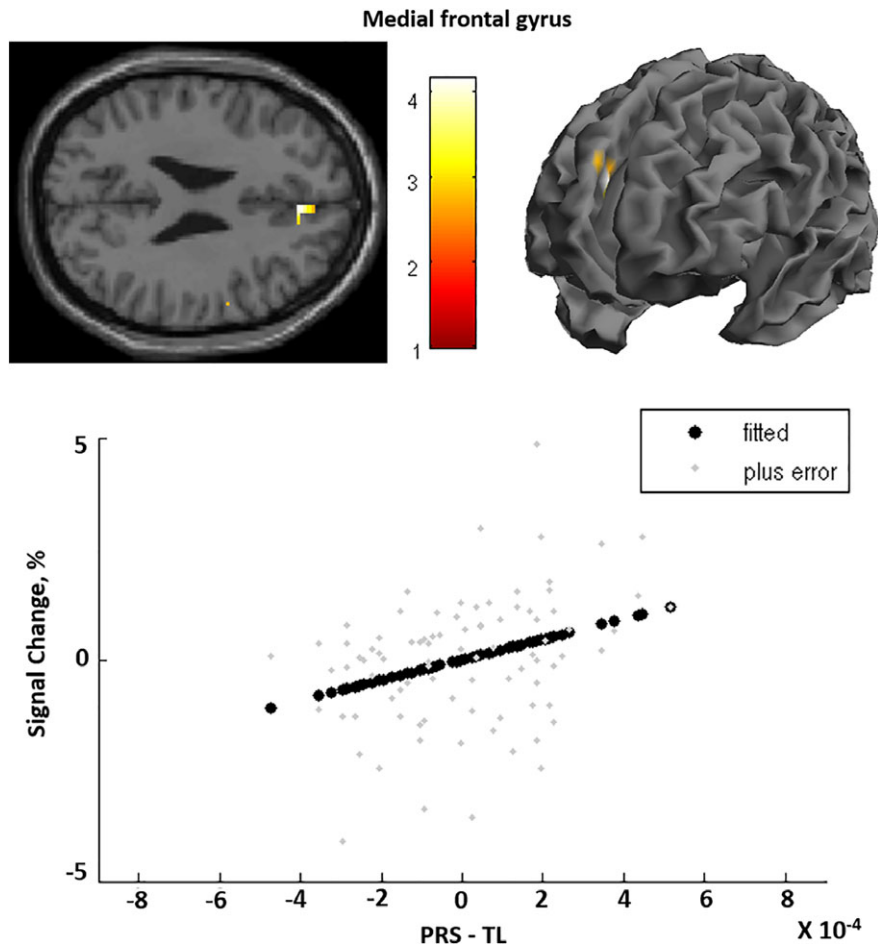 Medial frontal gyrus
4
3
2
1
5
0
-5
Signal Change, %
fitted
plus error
-8 -6 -4 -2 0 2 4 6 8
X 10-4
PRS - TL